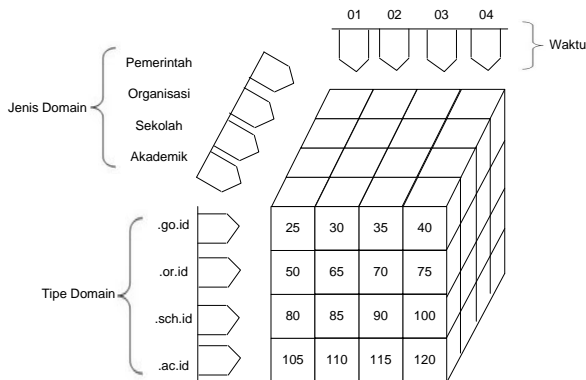 01 02 03 04
Waktu
Pemerintah
Organisasi
Jenis Domain
Sekolah
Akademik
.go.id 25 30 35 40
.or.id 50 65 70 75
Tipe Domain
.sch.id 80 85 90 100
.ac.id 105 110 115 120